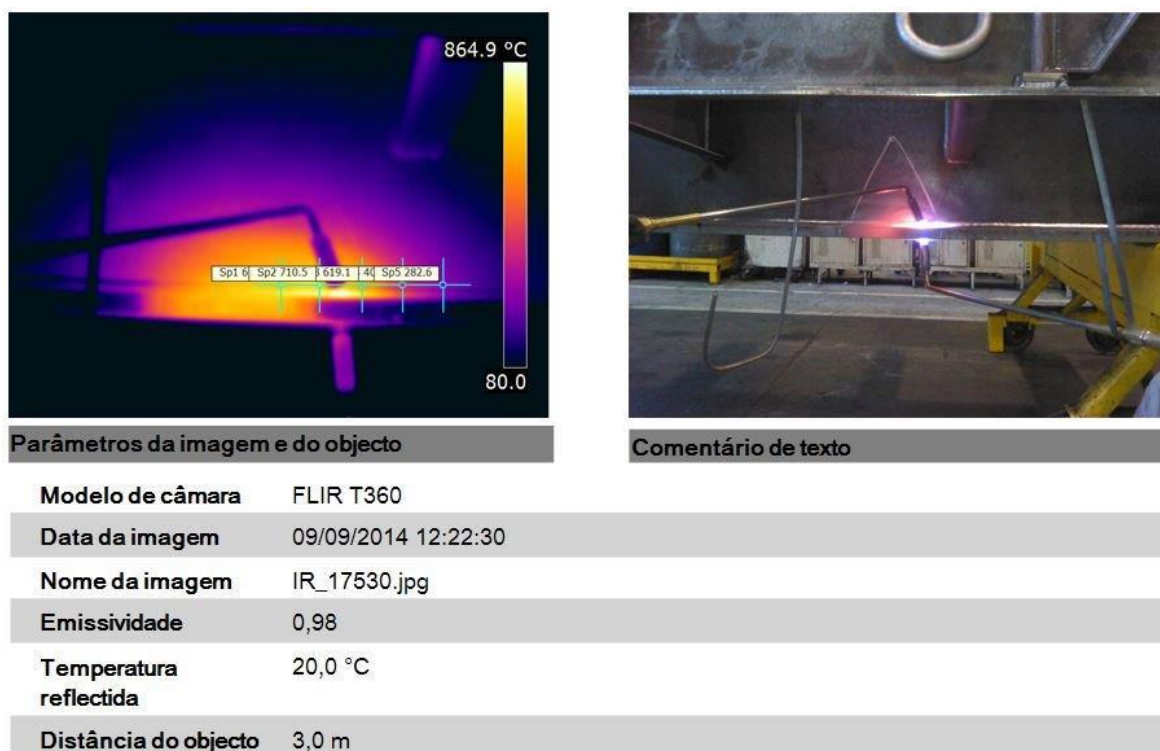 864.9 °C
Sp1 6 Sp2 710.5 619.1 40 Sp5 282.6
80.0
Parâmetros da imagem e do objecto
Comentário de texto
Modelo de câmara FLIR T360
Data da imagem 09/09/2014 12:22:30
Nome da imagem IR_17530.jpg
Emissividade 0,98
Temperatura 20,0 °C
reflectida
Distância do objecto 3,0 m